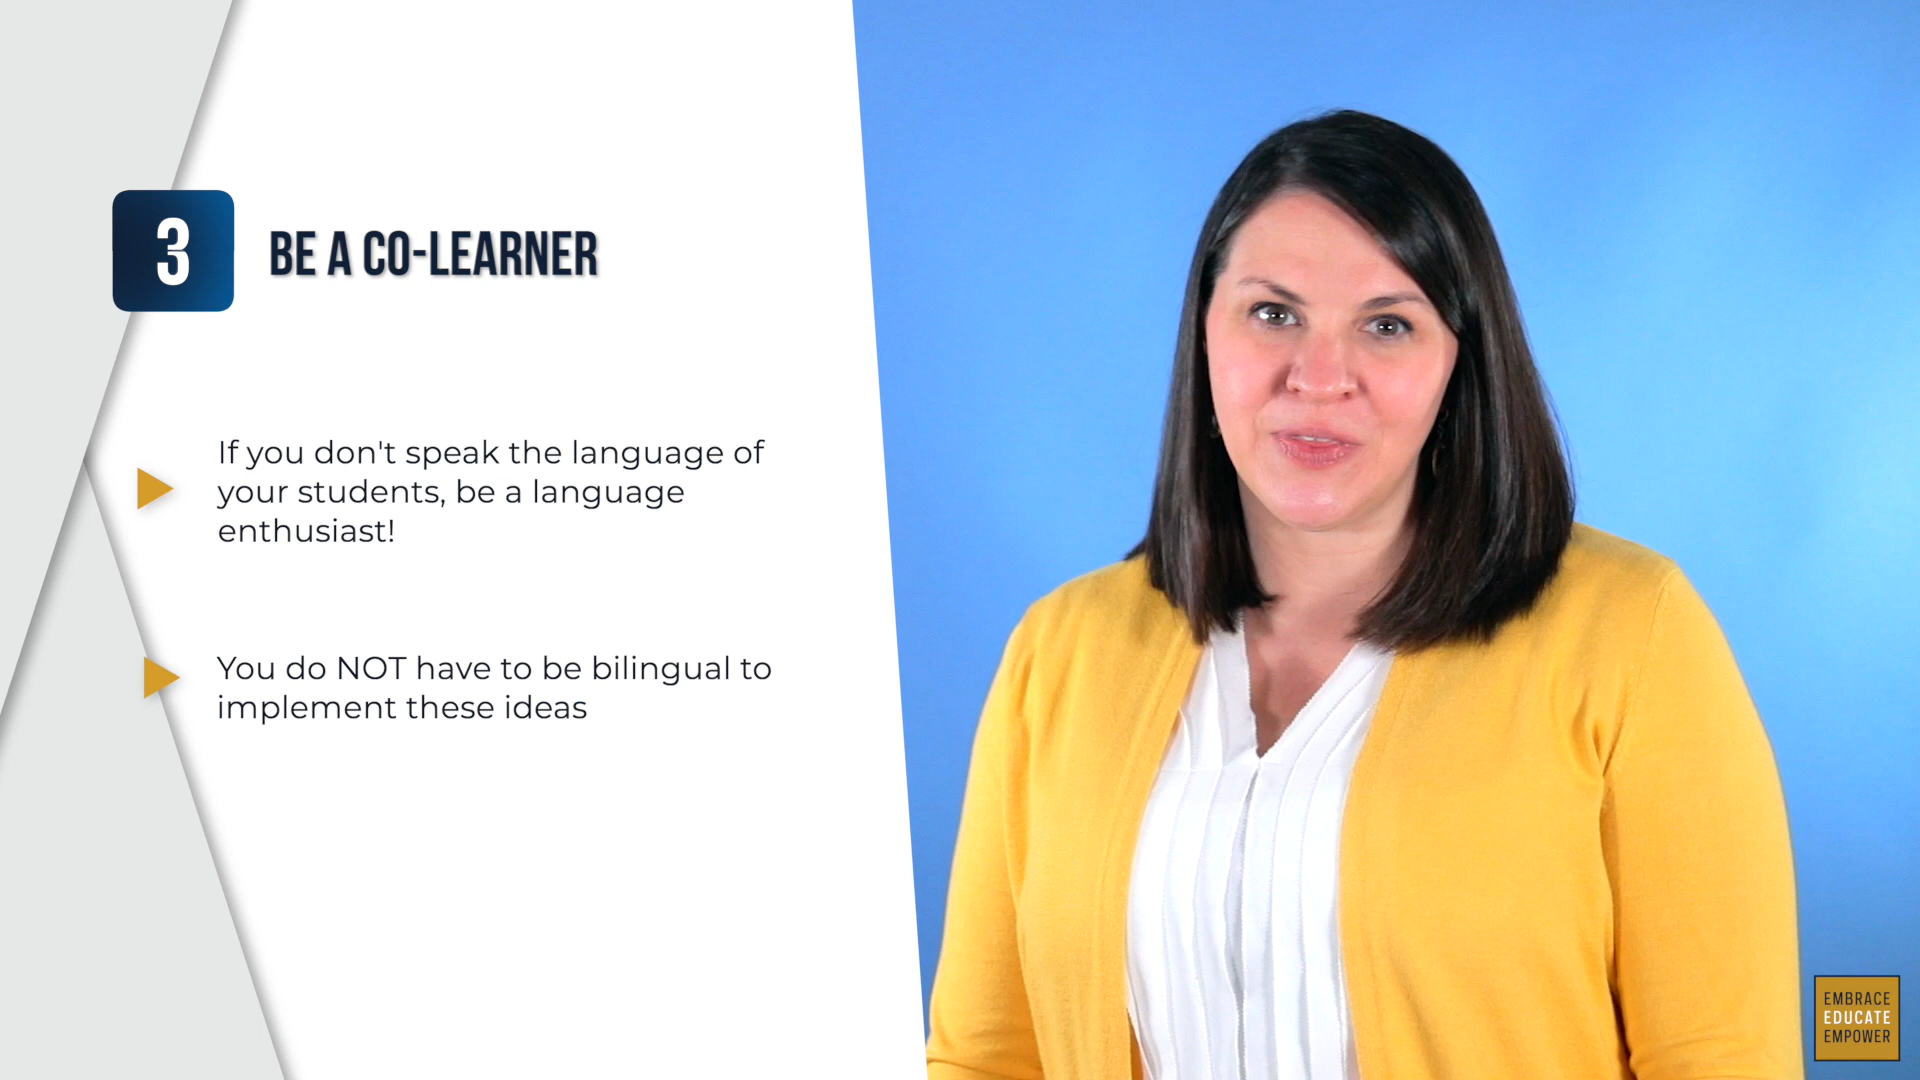 3
BE A CO-LEARNER
If you don't speak the language of
your students, be a language
enthusiast!
You do NOT have to be bilingual to
implement these ideas
EMBRACE
EDUCATE
EMPOWER